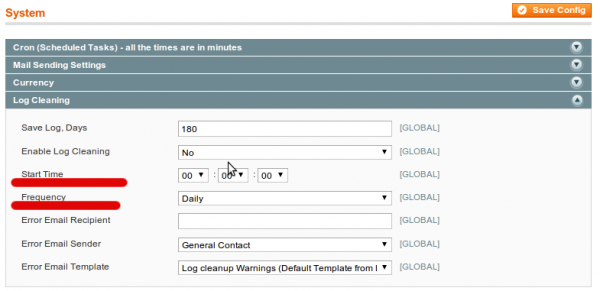 System
Save Config
Cron (Scheduled Tasks) - all the times are in minutes
Mail Sending Settings
Currency
Log Cleaning
Save Log, Days 180 [GLOBAL]
Enable Log Cleaning No [GLOBAL]
Start Time 00 : 00 : 00 [GLOBAL]
Frequency Daily [GLOBAL]
Error Email Recipient [GLOBAL]
Error Email Sender General Contact [GLOBAL]
Error Email Template Log cleanup Warnings (Default Template from [GLOBAL]